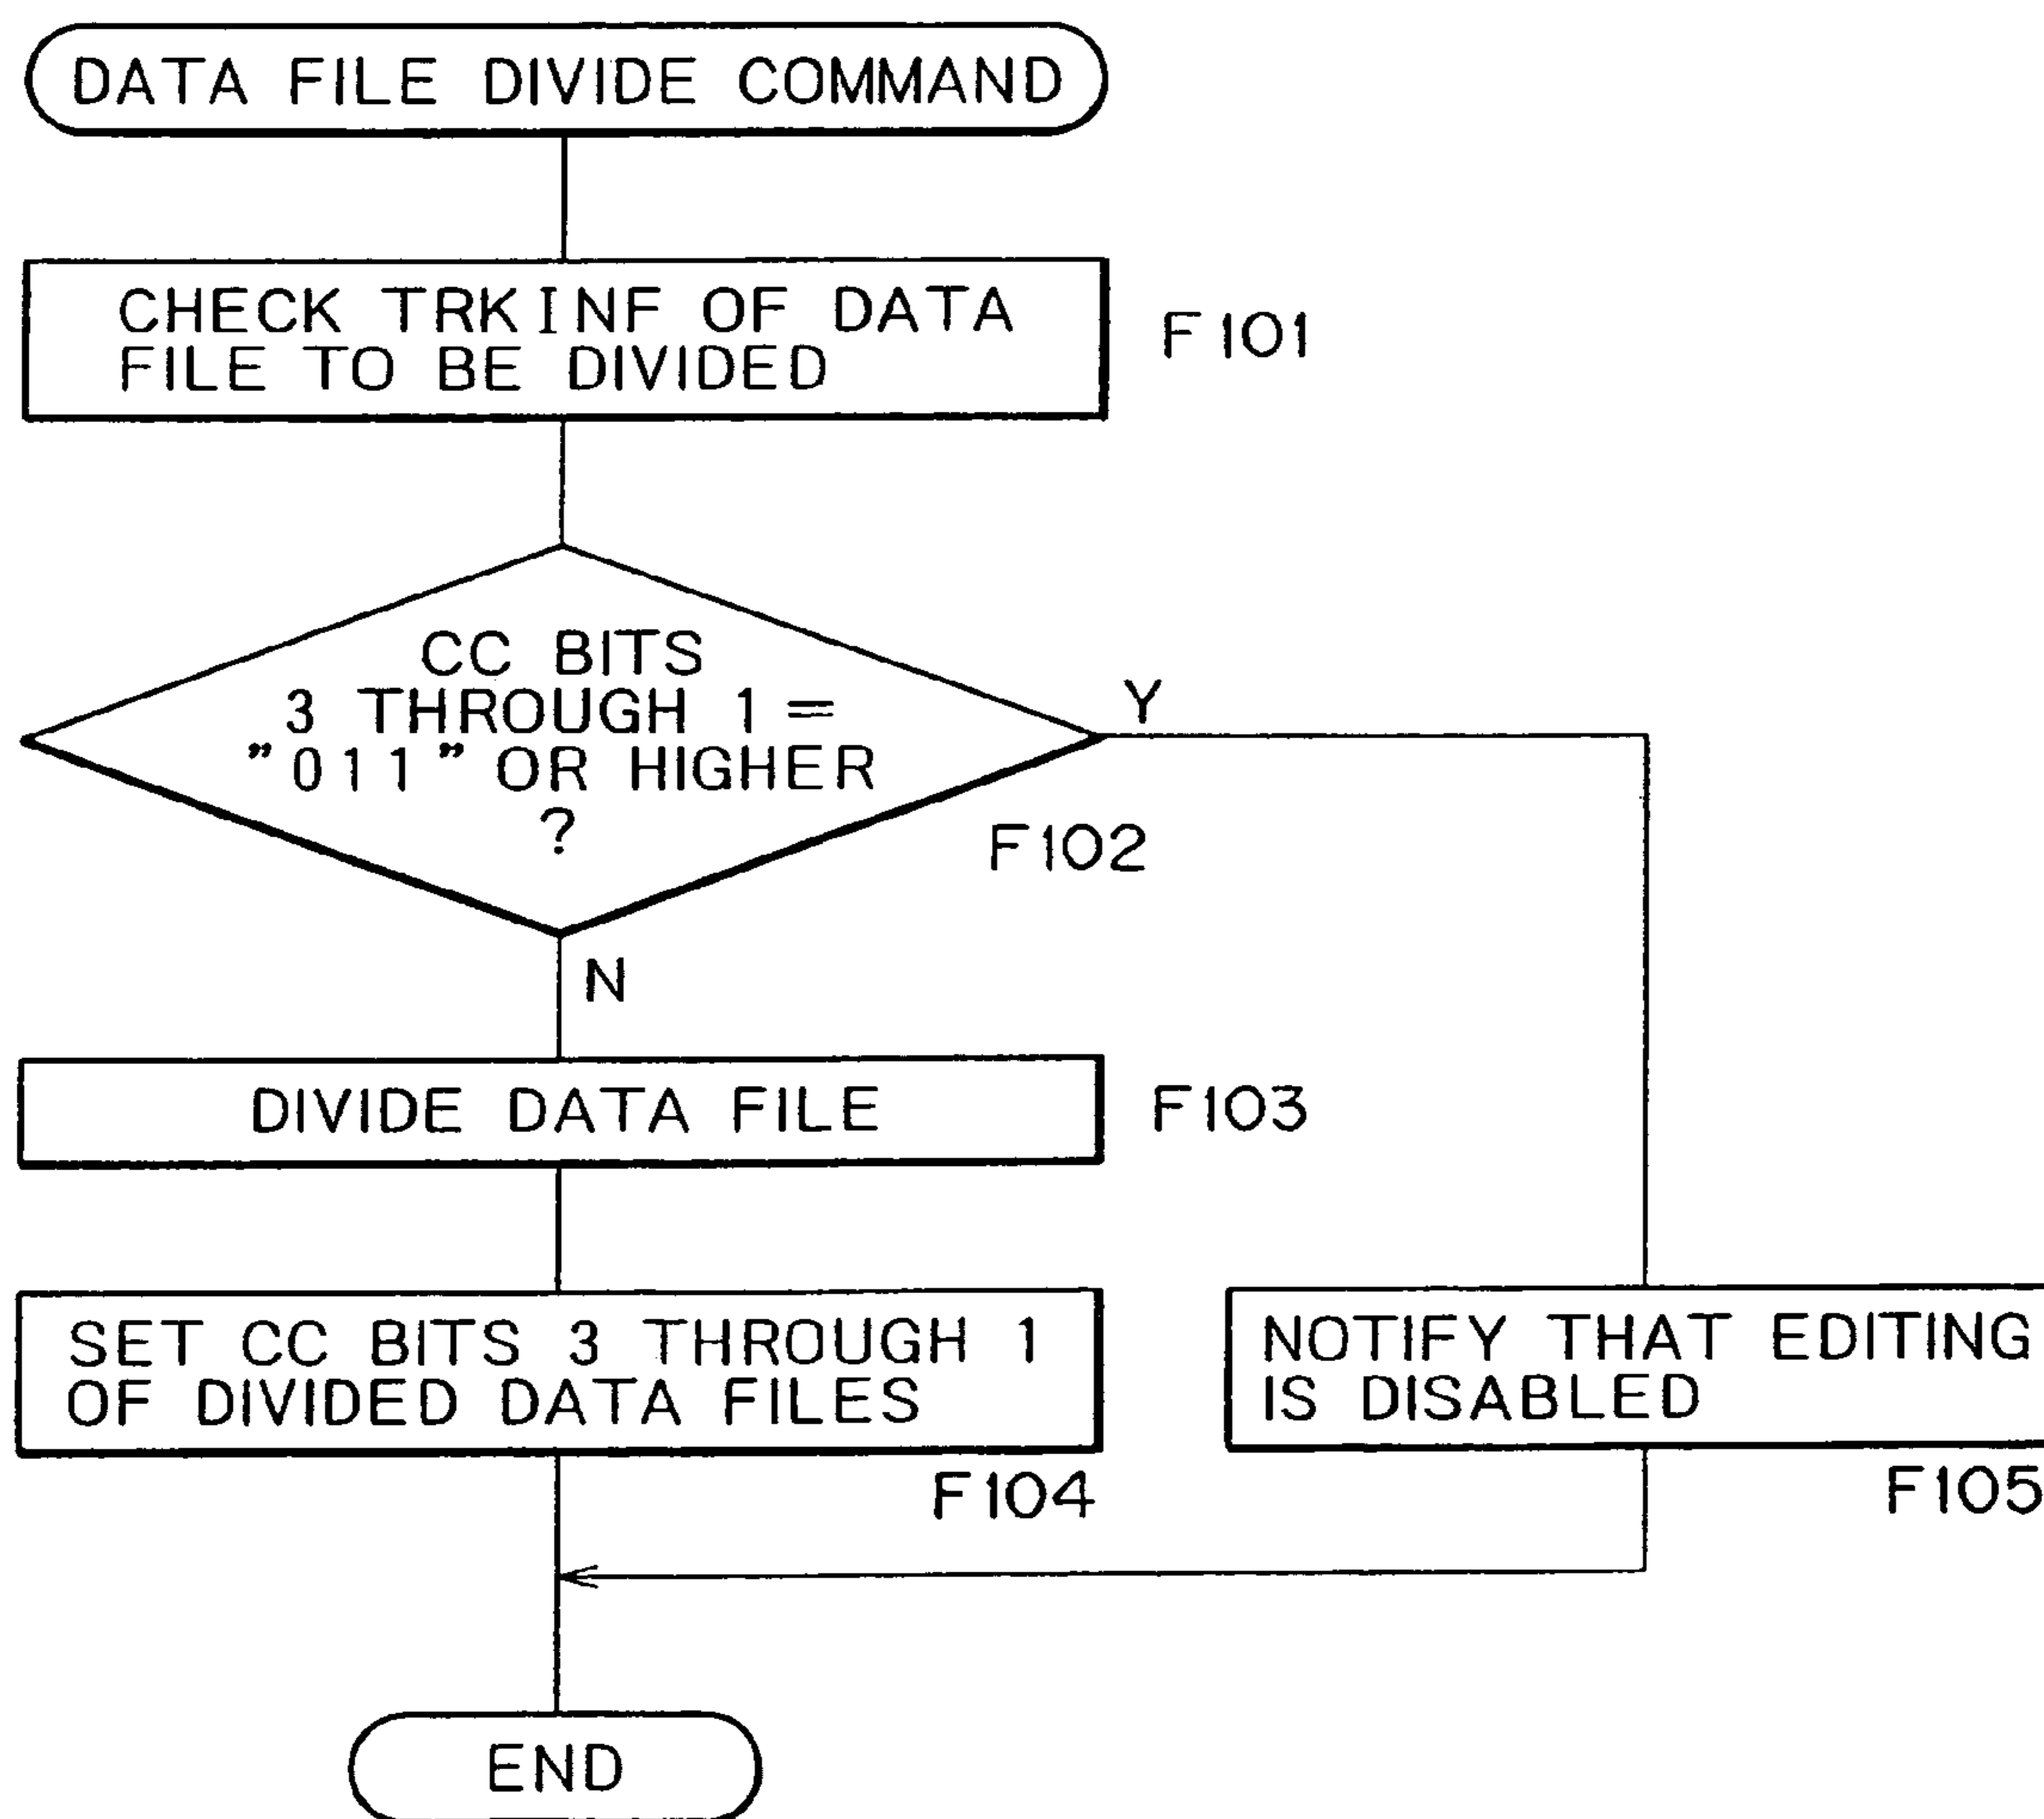 DATA FILE DIVIDE COMMAND
CHECK TRKINF OF DATA
FILE TO BE DIVIDED
F101
CC BITS
3 THROUGH 1 =
"011" OR HIGHER
?
Y
F102
N
DIVIDE DATA FILE
F103
SET CC BITS 3 THROUGH 1
OF DIVIDED DATA FILES
F104
NOTIFY THAT EDITING
IS DISABLED
F105
END